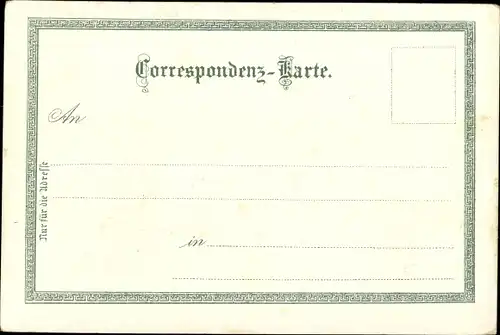 Correspondenz-Karte.
An
in
Nur für die Adresse